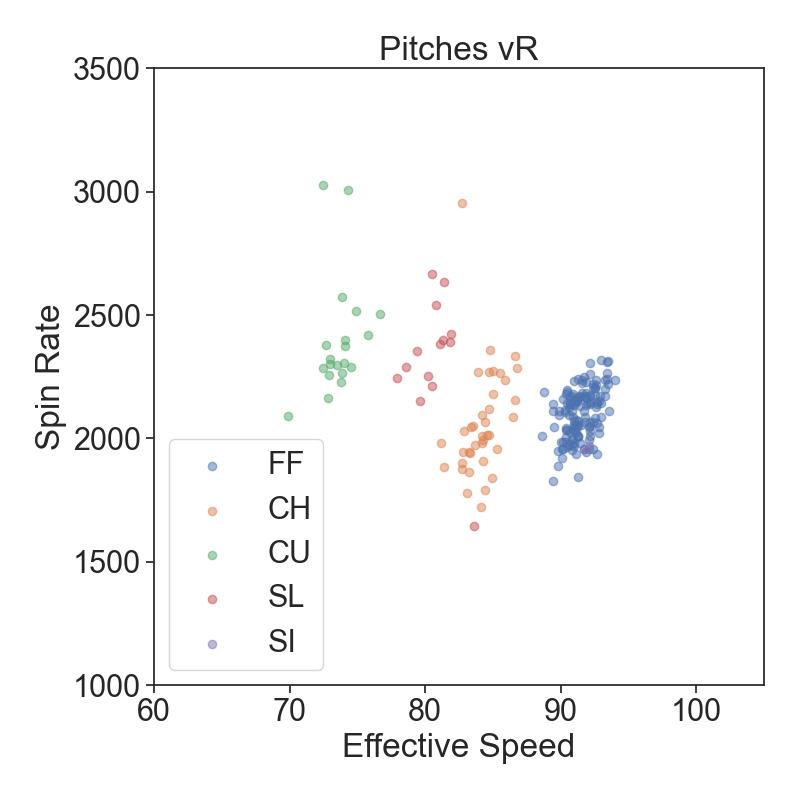 Pitches vR
3500
3000
2500
2000
1500
1000
Spin Rate
FF
CH
CU
SL
SI
60 70 80 90 100
Effective Speed